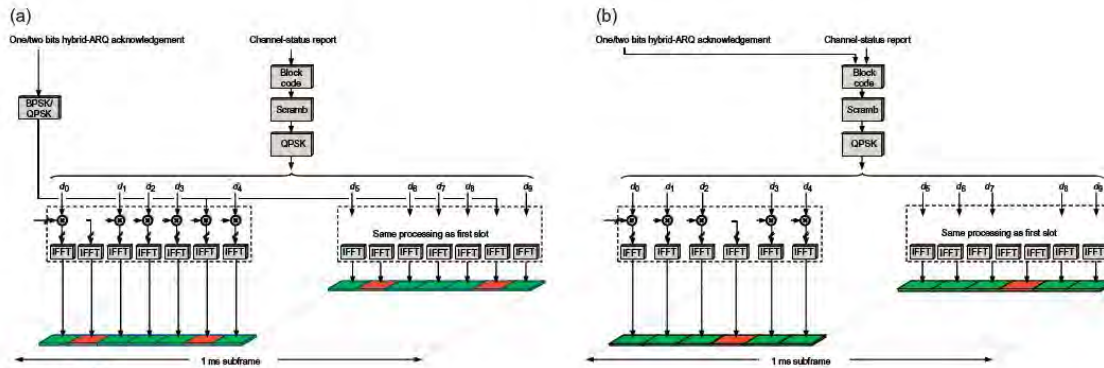 (a)
One/two bits hybrid-ARQ acknowledgement
Channel-status report
Block
code
Scramb
QPSK
BPSK/
QPSK
d0 d1 d2 d3 d4 d5 d6 d7 d8 d9
Same processing as first slot
IFFT IFFT IFFT IFFT IFFT IFFT IFFT
IFFT IFFT IFFT IFFT IFFT IFFT IFFT
1 ms subframe
(b)
One/two bits hybrid-ARQ acknowledgement
Channel-status report
Block
code
Scramb
QPSK
d0 d1 d2 d3 d4 d5 d6 d7 d8 d9
Same processing as first slot
IFFT IFFT IFFT IFFT IFFT IFFT
IFFT IFFT IFFT IFFT IFFT IFFT
1 ms subframe